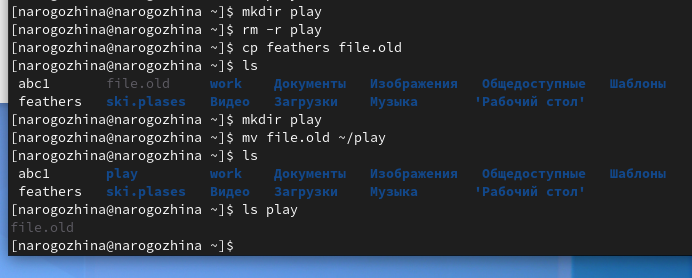 [narogozhina@narogozhina ~]$ mkdir play
[narogozhina@narogozhina ~]$ rm -r play
[narogozhina@narogozhina ~]$ cp feathers file.old
[narogozhina@narogozhina ~]$ ls
abc1 file.old work Документы Изображения Общедоступные Шаблоны
feathers ski.plases Видео Загрузки Музыка 'Рабочий стол'
[narogozhina@narogozhina ~]$ mkdir play
[narogozhina@narogozhina ~]$ mv file.old ~/play
[narogozhina@narogozhina ~]$ ls
abc1 play work Документы Изображения Общедоступные Шаблоны
feathers ski.plases Видео Загрузки Музыка 'Рабочий стол'
[narogozhina@narogozhina ~]$ ls play
file.old
[narogozhina@narogozhina ~]$